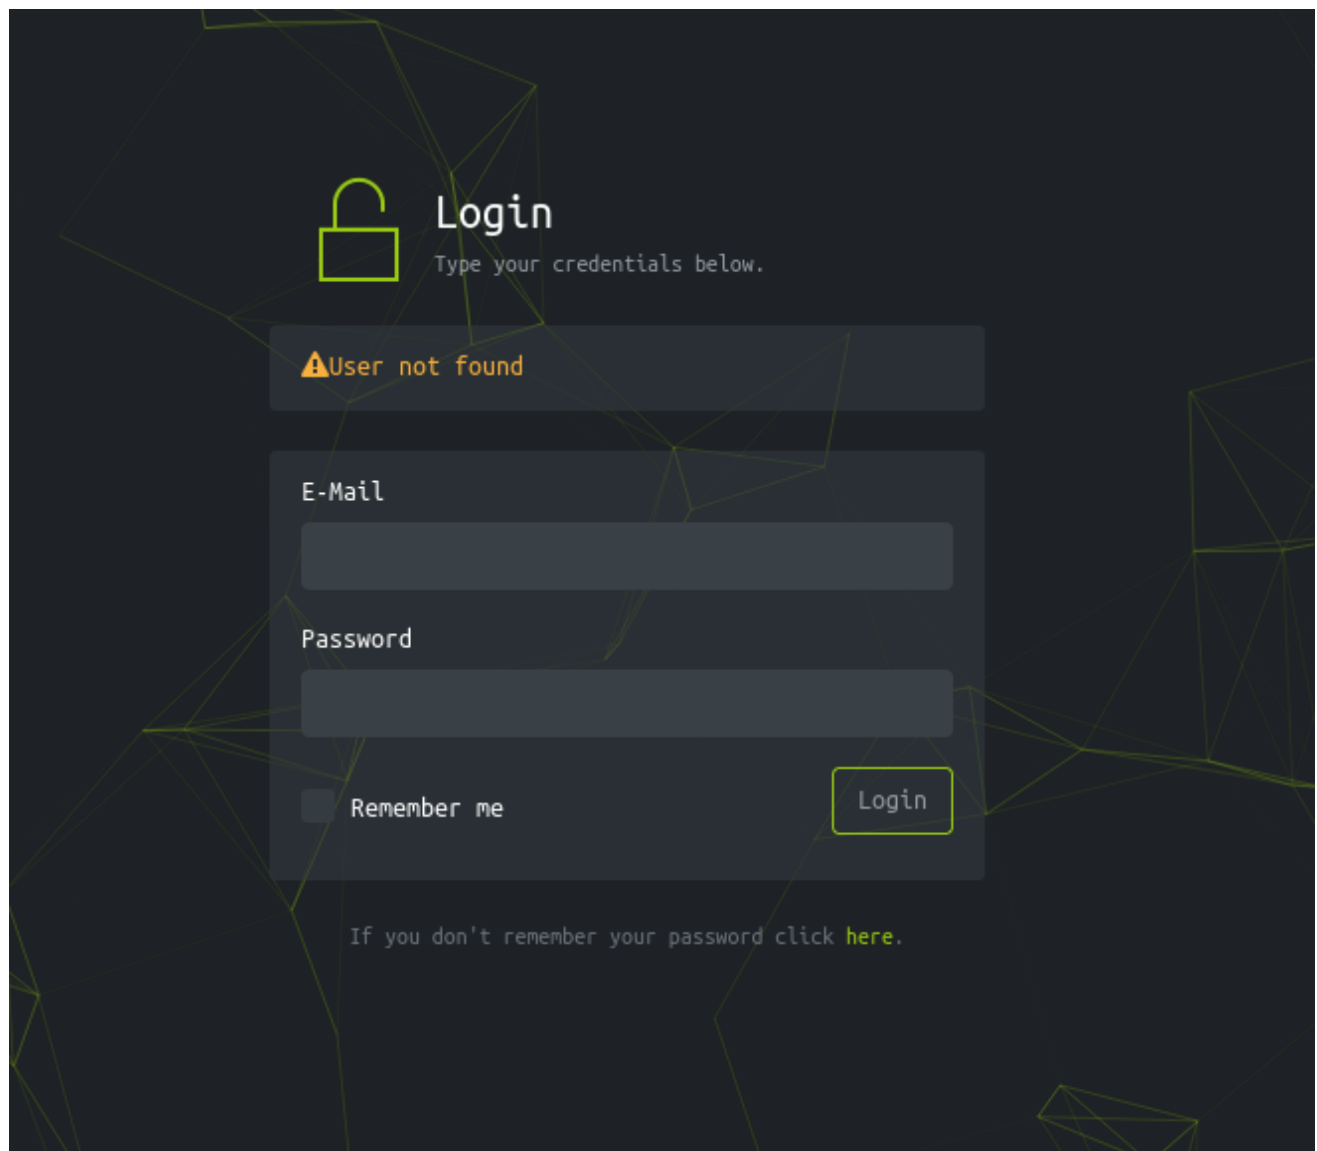 Login
Type your credentials below.
User not found
E-Mail
Password
Remember me
Login
If you don't remember your password click here.